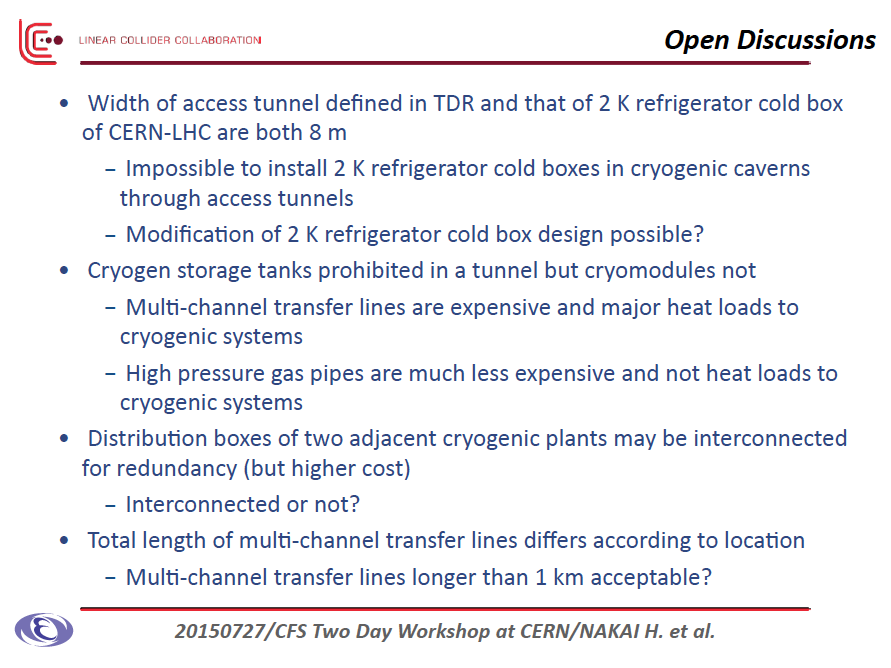 LINEAR COLLIDER COLLABORATION
Open Discussions
• Width of access tunnel defined in TDR and that of 2 K refrigerator cold box
of CERN-LHC are both 8 m
– Impossible to install 2 K refrigerator cold boxes in cryogenic caverns
through access tunnels
– Modification of 2 K refrigerator cold box design possible?
• Cryogen storage tanks prohibited in a tunnel but cryomodules not
– Multi-channel transfer lines are expensive and major heat loads to
cryogenic systems
– High pressure gas pipes are much less expensive and not heat loads to
cryogenic systems
• Distribution boxes of two adjacent cryogenic plants may be interconnected
for redundancy (but higher cost)
– Interconnected or not?
• Total length of multi-channel transfer lines differs according to location
– Multi-channel transfer lines longer than 1 km acceptable?
20150727/CFS Two Day Workshop at CERN/NAKAI H. et al.